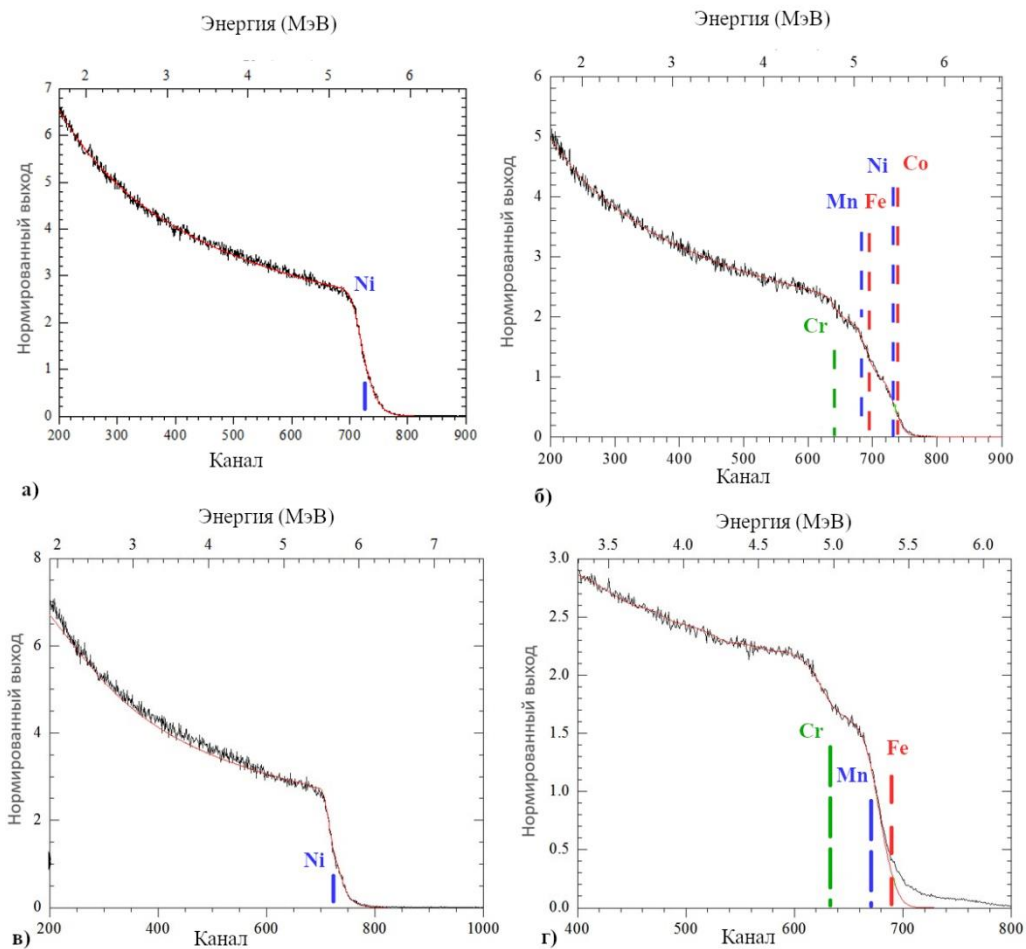 Энергия (МэВ)
2 3 4 5 6
7
6
5
4
3
2
1
0
Нормированный выход
Ni
200 300 400 500 600 700 800 900
Канал
а)
Энергия (МэВ)
2 3 4 5 6
6
5
4
3
2
1
0
Нормированный выход
Ni Co
Mn Fe
Cr
200 300 400 500 600 700 800 900
Канал
б)
Энергия (МэВ)
2 3 4 5 6 7
8
6
4
2
0
Нормированный выход
Ni
200 400 600 800 1000
Канал
в)
Энергия (МэВ)
3.5 4.0 4.5 5.0 5.5 6.0
3.0
2.5
2.0
1.5
1.0
0.5
0.0
Нормированный выход
Cr Fe
Mn
400 500 600 700 800
Канал
г)